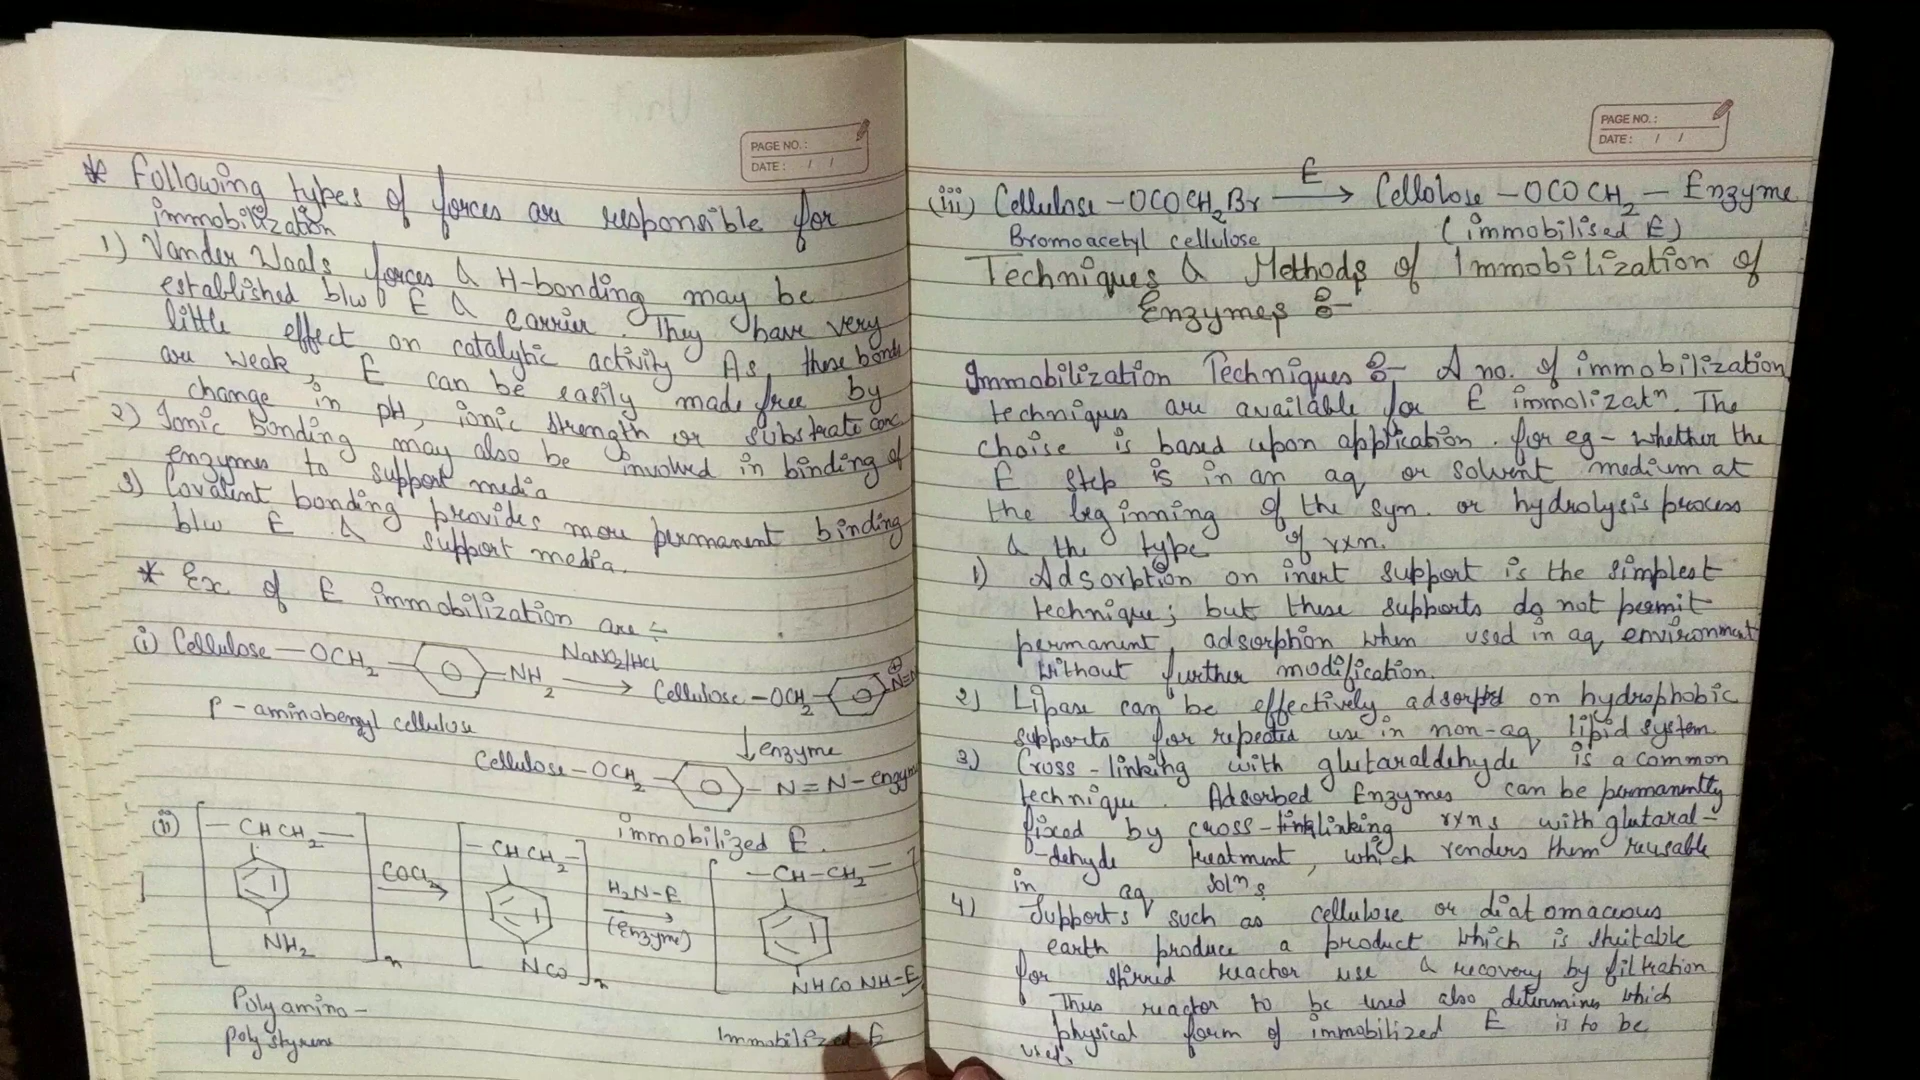 PAGE NO.:
DATE: / /
* Following types of forces are responsible for
immobilization
1) Vander Waals forces & H-bonding may be
established b/w E & carrier. They have very
little effect on catalytic activity As, these bonds
are weak, E can be easily made free by
change in pH, ionic strength or substrate conc.
2) Ionic bonding may also be involved in binding of
enzymes to support media
3) Covalent bonding provides more permanent binding
b/w E & support media.
* Ex of E immobilization are :-
(i) Cellulose - OCH2 - - NH2 NaNO2/HCl → Cellulose - OCH2 - - N≡N
p-aminobenzyl cellulose
↓ enzyme
Cellulose - OCH2 - - N=N - enzyme
immobilized E.
(ii) [- CHCH2 -
NH2]n
COCl2 →
[- CHCH2 -
NCO]n
H2N-E →
(Enzyme)
[- CH-CH2 -
NHCONH-E
Polyamino-
polystyrene
Immobilized E
PAGE NO.:
DATE: / /
(iii) Cellulose - OCOCH2Br E → Cellolose - OCOCH2 - Enzyme
Bromoacetyl cellulose (immobilised E)
Techniques & Methods of Immobilization of
Enzymes :-
Immobilization Techniques :- A no. of immobilization
techniques are available for E immolizatn. The
choise is based upon application. for eg - whether the
E step is in an aq or solvent medium at
the beginning of the syn. or hydrolysis process
& the type of rxn.
1) Adsorbtion on inert support is the simplest
technique; but these supports do not permit
permanent adsorption when used in aq environment
without further modification.
2) Lipase can be effectively adsorbed on hydrophobic
supports for repeated use in non-aq lipid system
3) Cross-linking with glutaraldehyde is a common
technique. Adsorbed Enzymes can be permanently
fixed by cross-linking rxns with glutaral-
-dehyde treatment, which renders them reusable
in aq solns
4) Supports such as cellulose or diatomaceous
earth produce a product which is suitable
for stirred reactor use & recovery by filtration
Thus reactor to be used also determines which
physical form of immobilized E is to be
used.